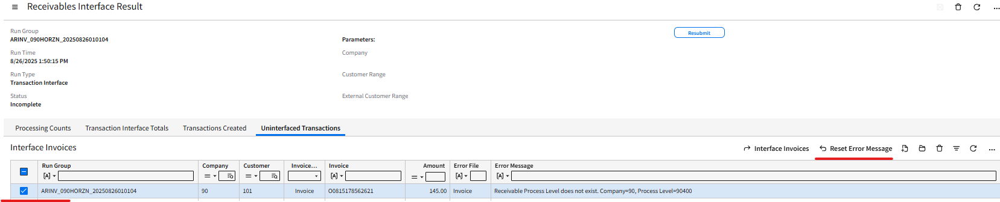 Receivables Interface Result
Run Group
ARINV_090HORZN_20250826010104
Parameters:
Resubmit
Run Time
8/26/2025 1:50:15 PM
Company
Run Type
Transaction Interface
Customer Range
Status
Incomplete
External Customer Range
Processing Counts Transaction Interface Totals Transactions Created Uninterfaced Transactions
Interface Invoices
Interface Invoices Reset Error Message
Run Group Company Customer Invoice... Invoice Amount Error File Error Message
[A] = = [A] = [A] [A]
ARINV_090HORZN_20250826010104 90 101 Invoice O0815178562621 145.00 Invoice Receivable Process Level does not exist. Company=90, Process Level=90400